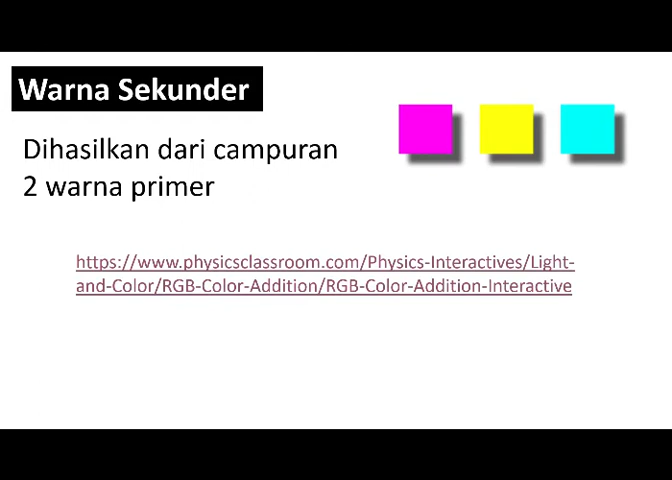 Warna Sekunder
Dihasilkan dari campuran
2 warna primer
https://www.physicsclassroom.com/Physics-Interactives/Light-
and-Color/RGB-Color-Addition/RGB-Color-Addition-Interactive